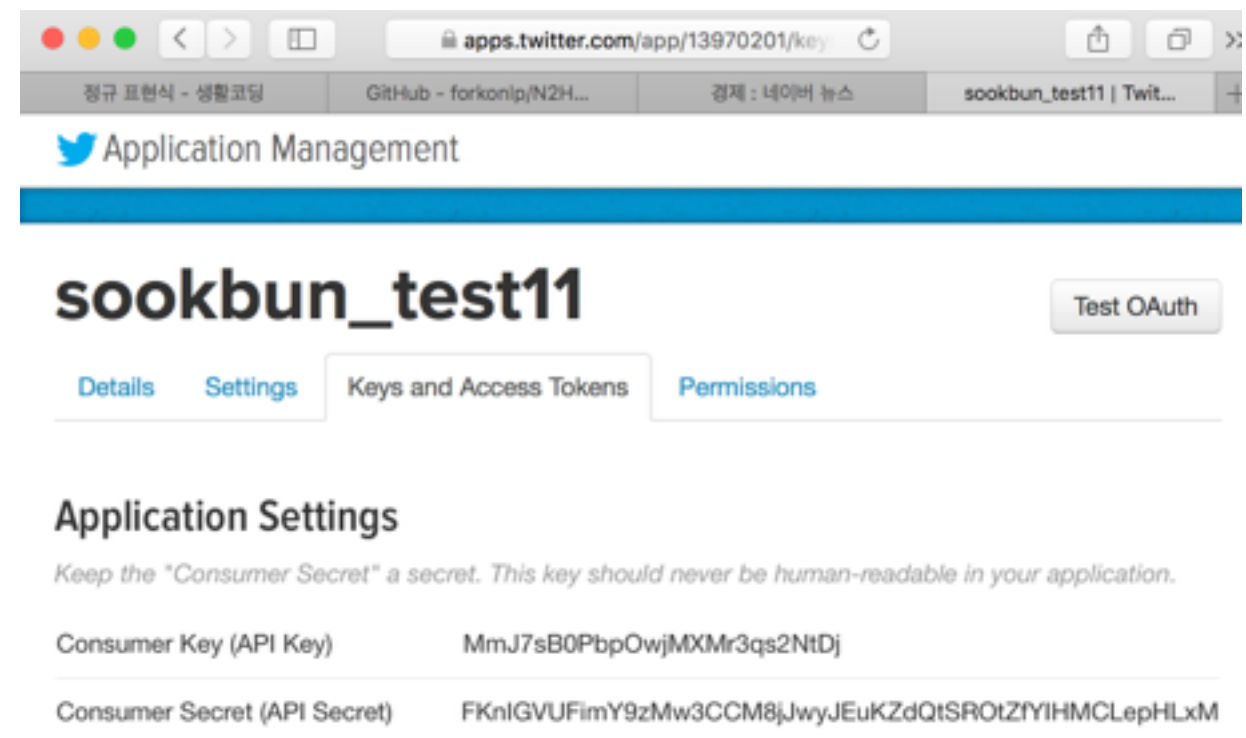 apps.twitter.com/app/13970201/key
정규 표현식 - 생활코딩 GitHub - forkonlp/N2H... 경제 : 네이버 뉴스 sookbun_test11 | Twit...
Application Management
sookbun_test11
Test OAuth
Details Settings Keys and Access Tokens Permissions
Application Settings
Keep the "Consumer Secret" a secret. This key should never be human-readable in your application.
Consumer Key (API Key) MmJ7sB0PbpOwjMXMr3qs2NtDj
Consumer Secret (API Secret)